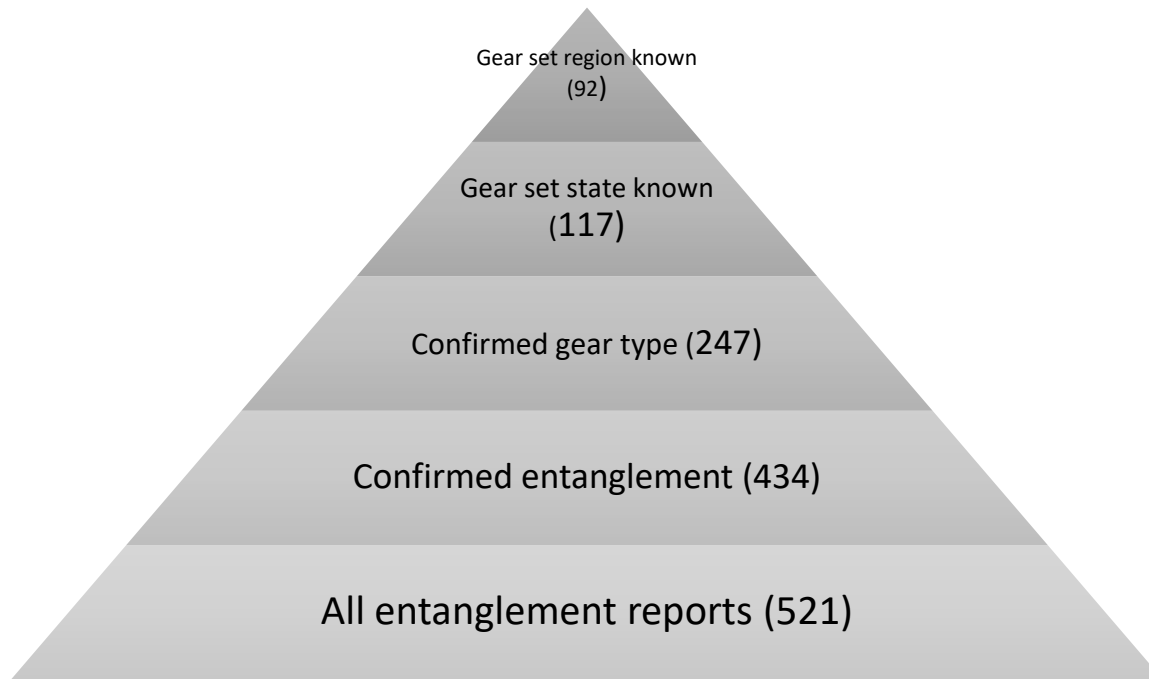 Gear set region known
(92)
Gear set state known
(117)
Confirmed gear type (247)
Confirmed entanglement (434)
All entanglement reports (521)